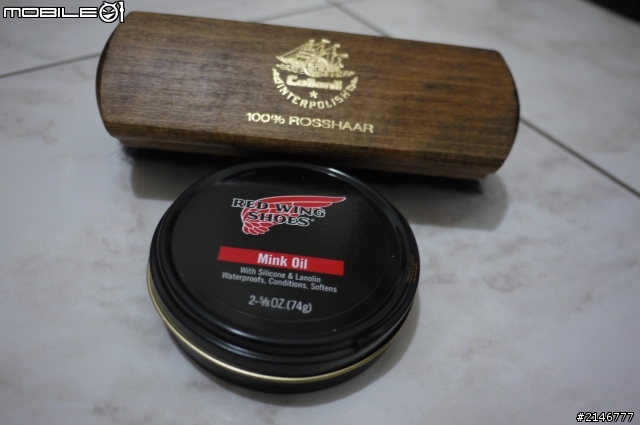 MOBILE01
Collonil
INTERPOLISH
100% ROSSHAAR
RED WING
SHOES®
Mink Oil
With Silicone & Lanolin
Waterproofs, Conditions, Softens
2-5/8 OZ.(74g)
#2146777